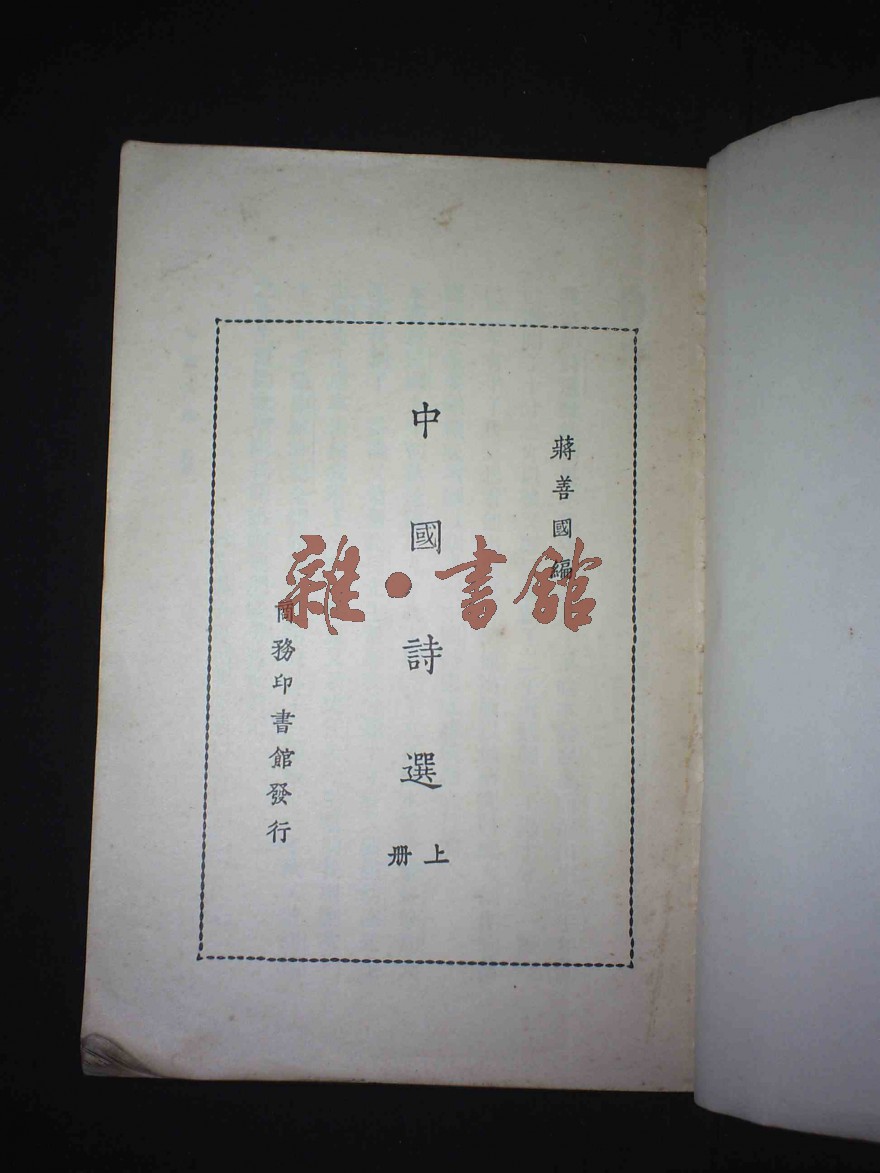 蔣善國編
中國詩選
上册
商務印書館發行
雜·書館